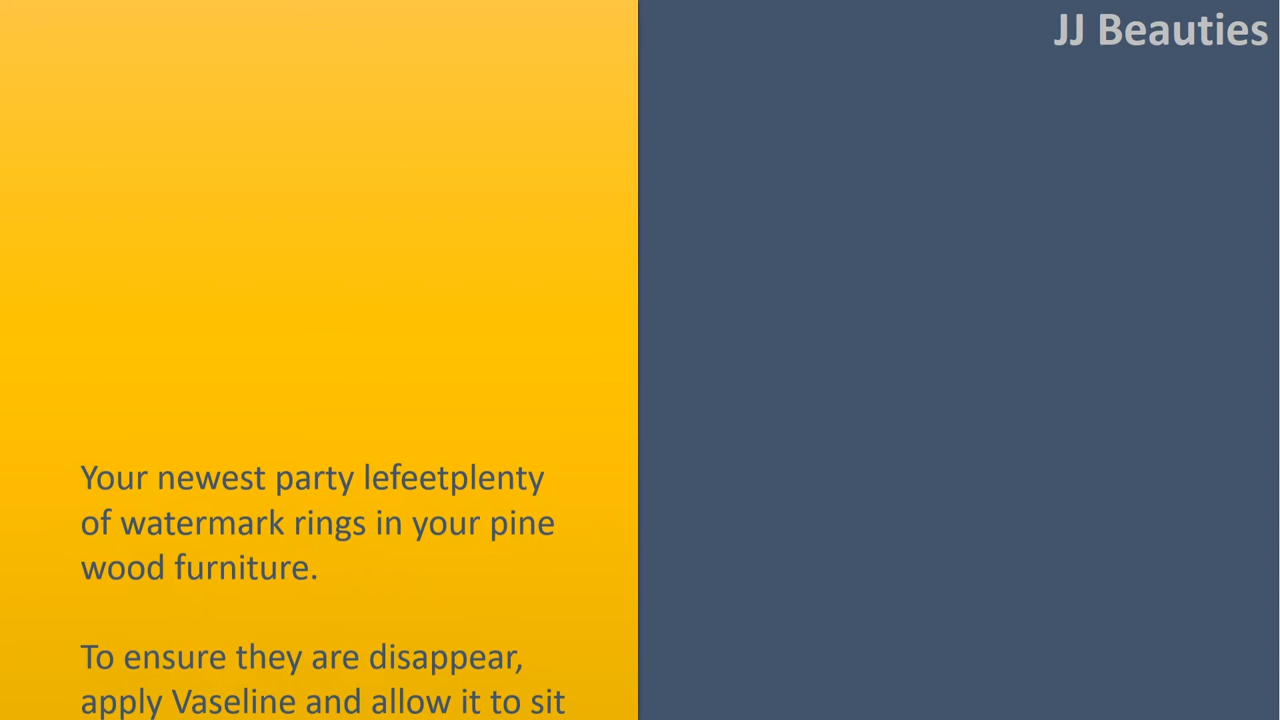 JJ Beauties
Your newest party lefeetplenty
of watermark rings in your pine
wood furniture.
To ensure they are disappear,
apply Vaseline and allow it to sit